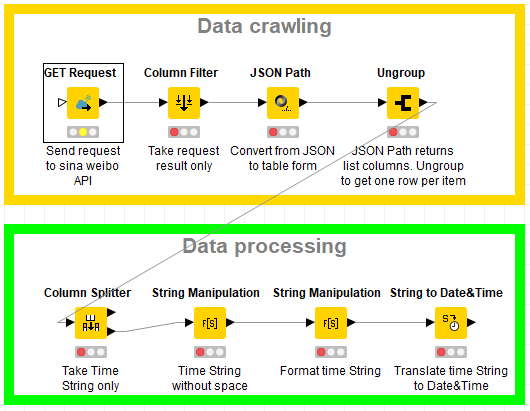 Data crawling
GET Request
Column Filter
JSON Path
Ungroup
Send request
to sina weibo
API
Take request
result only
Convert from JSON
to table form
JSON Path returns
list columns. Ungroup
to get one row per item
Data processing
Column Splitter
String Manipulation
String Manipulation
String to Date&Time
F[S]
F[S]
S
Take Time
String only
Time String
without space
Format time String
Translate time String
to Date&Time